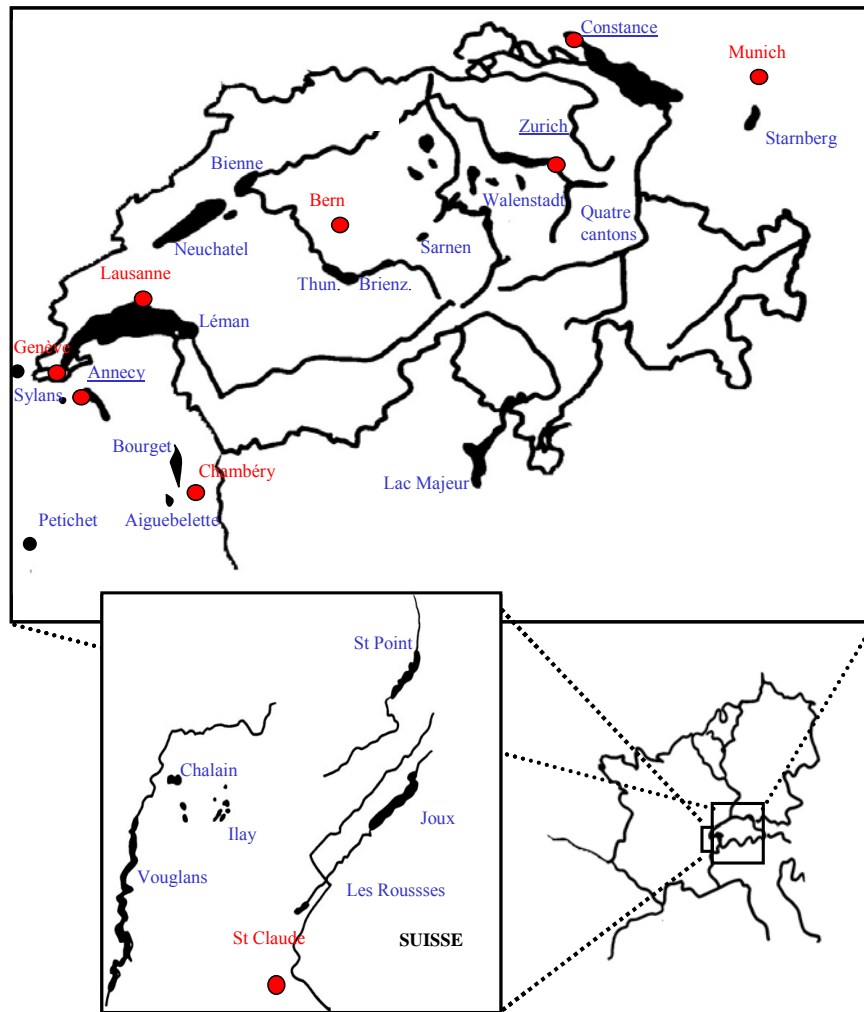 Constance
Munich
Zurich
Starnberg
Bienne
Walenstadt
Bern
Quatre
cantons
Neuchatel
Sarnen
Lausanne
Thun.
Brienz.
Léman
Genève
Annecy
Sylans
Bourget
Chambéry
Lac Majeur
Petichet
Aiguebelette
St Point
Chalain
Joux
Ilay
Vouglans
Les Roussses
St Claude
SUISSE